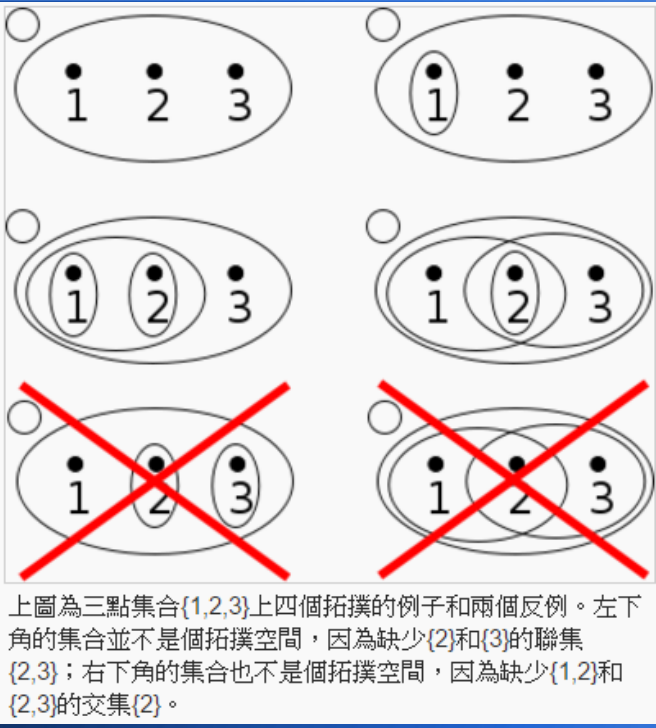 1 2 3 1 2 3
1 2 3 1 2 3
1 2 3 1 2 3
上圖為三點集合{1,2,3}上四個拓撲的例子和兩個反例。左下
角的集合並不是個拓撲空間，因為缺少{2}和{3}的聯集
{2,3}；右下角的集合也不是個拓撲空間，因為缺少{1,2}和
{2,3}的交集{2}。